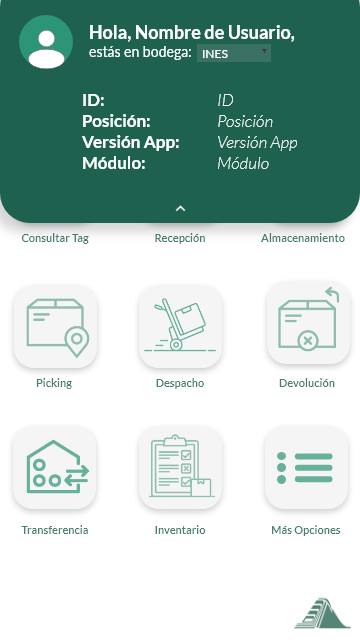 Hola, Nombre de Usuario,
estás en bodega: INES
ID: ID
Posición: Posición
Versión App: Versión App
Módulo: Módulo
Consultar Tag Recepción Almacenamiento
Picking Despacho Devolución
Transferencia Inventario Más Opciones